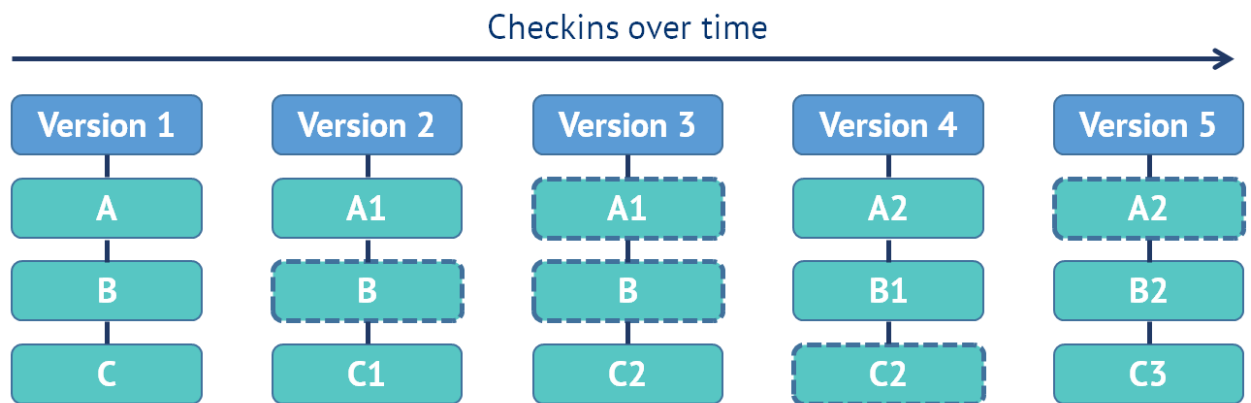 Checkins over time
Version 1 Version 2 Version 3 Version 4 Version 5
A A1 A1 A2 A2
B B B B1 B2
C C1 C2 C2 C3